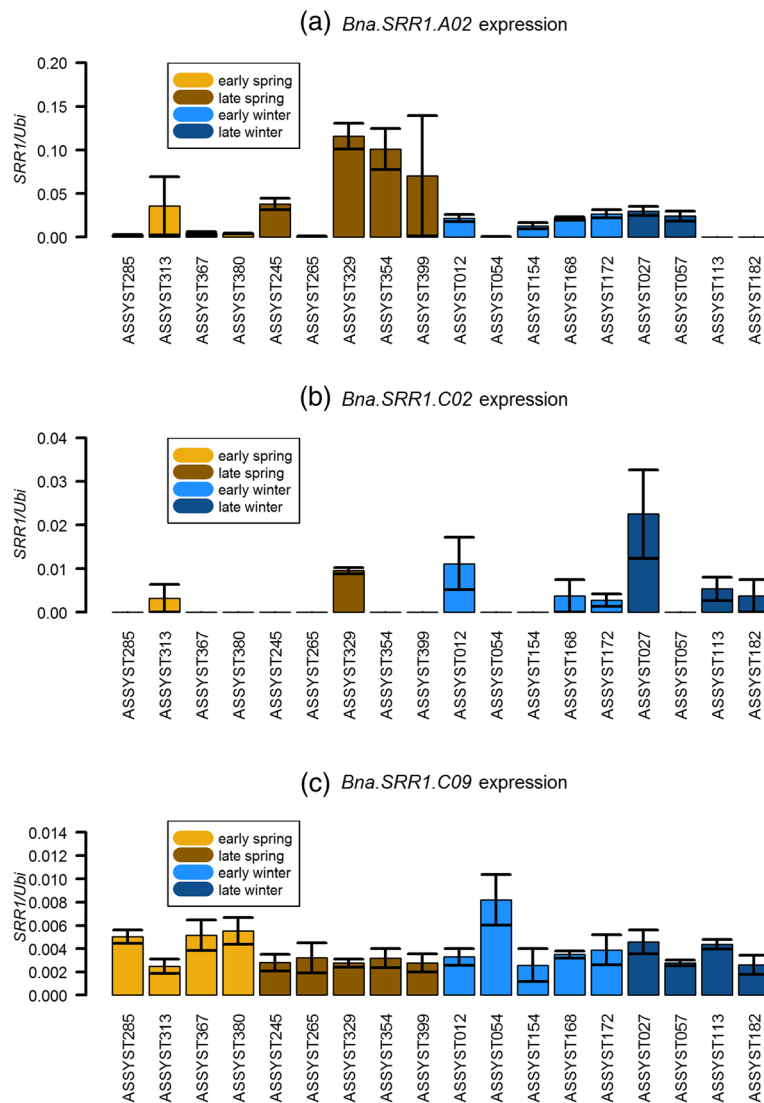 (a) Bna.SRR1.A02 expression
SRR1/Ubi
0.20
0.15
0.10
0.05
0.00
early spring
late spring
early winter
late winter
ASSYST285
ASSYST313
ASSYST367
ASSYST380
ASSYST245
ASSYST265
ASSYST329
ASSYST354
ASSYST399
ASSYST012
ASSYST054
ASSYST154
ASSYST168
ASSYST172
ASSYST027
ASSYST057
ASSYST113
ASSYST182
(b) Bna.SRR1.C02 expression
SRR1/Ubi
0.04
0.03
0.02
0.01
0.00
early spring
late spring
early winter
late winter
ASSYST285
ASSYST313
ASSYST367
ASSYST380
ASSYST245
ASSYST265
ASSYST329
ASSYST354
ASSYST399
ASSYST012
ASSYST054
ASSYST154
ASSYST168
ASSYST172
ASSYST027
ASSYST057
ASSYST113
ASSYST182
(c) Bna.SRR1.C09 expression
SRR1/Ubi
0.014
0.012
0.010
0.008
0.006
0.004
0.002
0.000
early spring
late spring
early winter
late winter
ASSYST285
ASSYST313
ASSYST367
ASSYST380
ASSYST245
ASSYST265
ASSYST329
ASSYST354
ASSYST399
ASSYST012
ASSYST054
ASSYST154
ASSYST168
ASSYST172
ASSYST027
ASSYST057
ASSYST113
ASSYST182